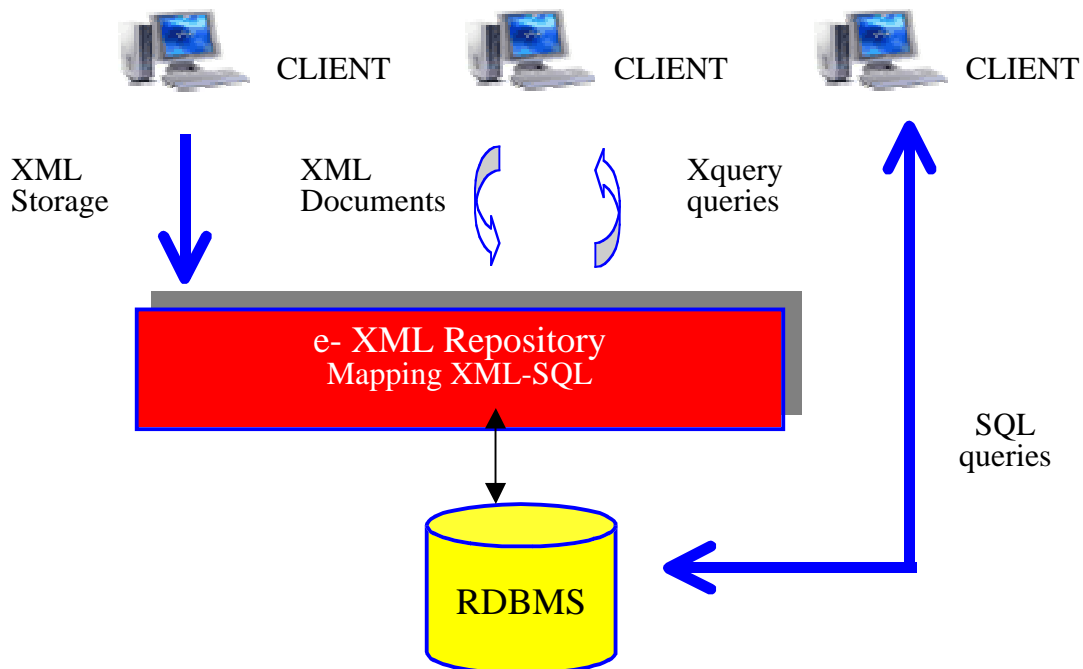 CLIENT
CLIENT
CLIENT
XML
Storage
XML
Documents
Xquery
queries
e- XML Repository
Mapping XML-SQL
SQL
queries
RDBMS